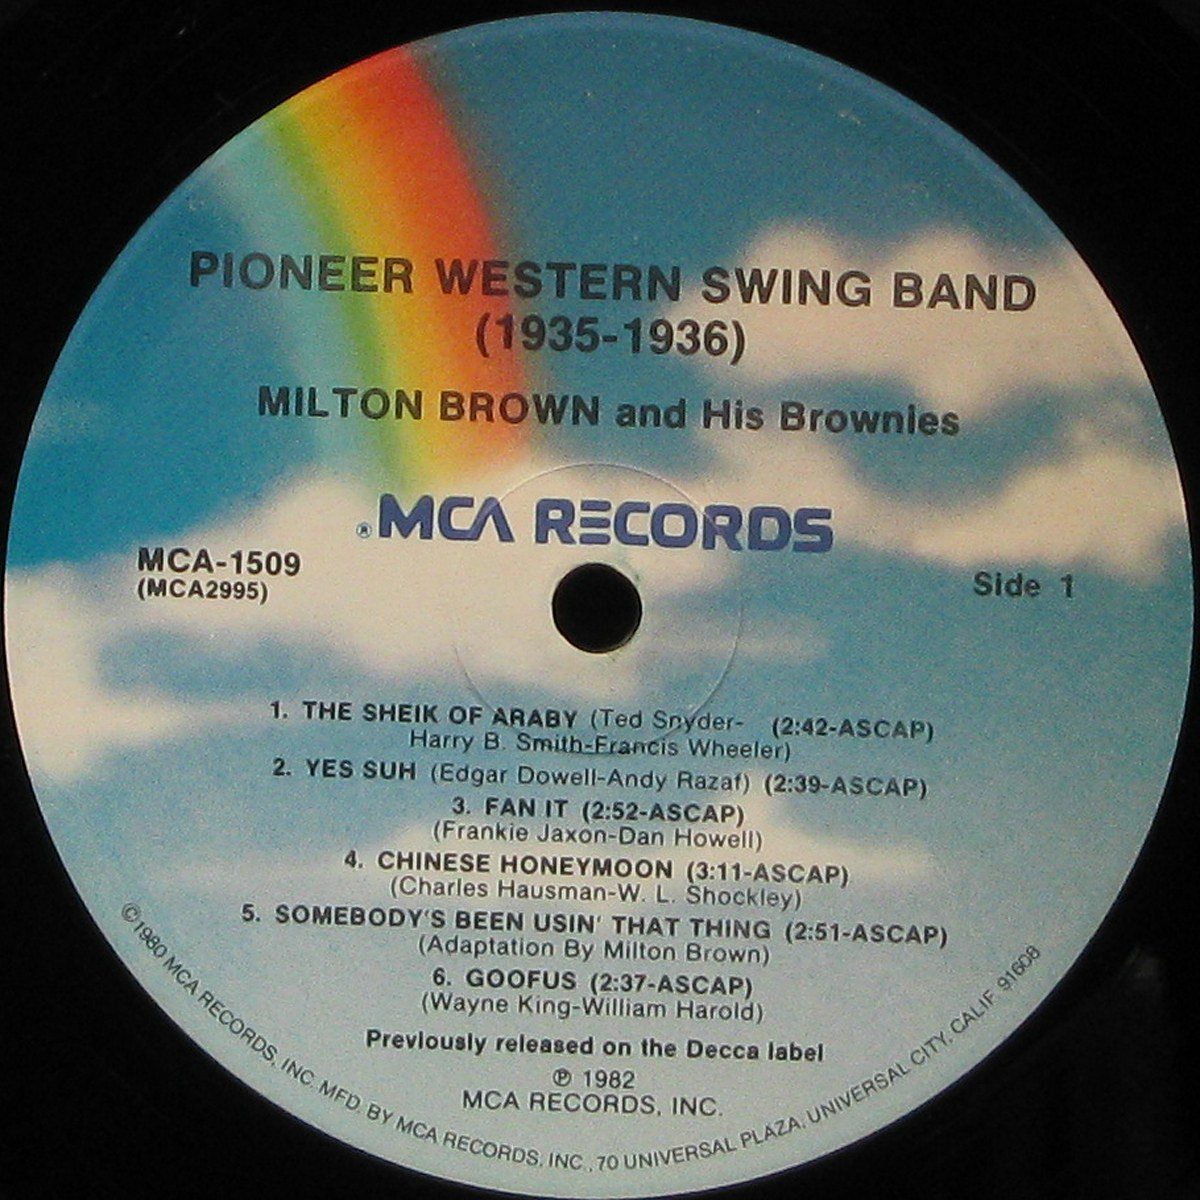 PIONEER WESTERN SWING BAND
(1935-1936)
MILTON BROWN and His Brownies
® MCA RECORDS
MCA-1509
(MCA2995)
Side 1
1. THE SHEIK OF ARABY (Ted Snyder- (2:42-ASCAP)
Harry B. Smith-Francis Wheeler)
2. YES SUH (Edgar Dowell-Andy Razaf) (2:39-ASCAP)
3. FAN IT (2:52-ASCAP)
(Frankie Jaxon-Dan Howell)
4. CHINESE HONEYMOON (3:11-ASCAP)
(Charles Hausman-W. L. Shockley)
5. SOMEBODY'S BEEN USIN' THAT THING (2:51-ASCAP)
(Adaptation By Milton Brown)
6. GOOFUS (2:37-ASCAP)
(Wayne King-William Harold)
Previously released on the Decca label
℗ 1982
MCA RECORDS, INC.
©1980 MCA RECORDS, INC. MFD. BY MCA RECORDS, INC., 70 UNIVERSAL PLAZA, UNIVERSAL CITY, CALIF 91608